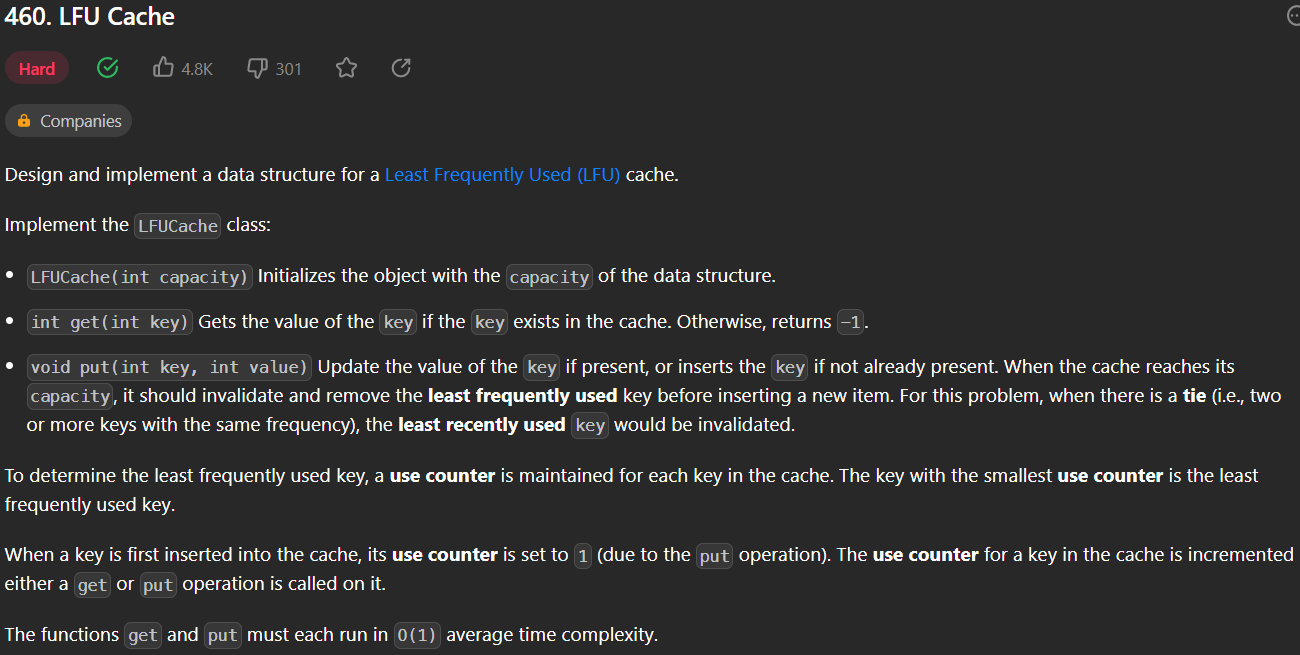 460. LFU Cache
Hard 4.8K 301
Companies
Design and implement a data structure for a Least Frequently Used (LFU) cache.
Implement the LFUCache class:
• LFUCache(int capacity) Initializes the object with the capacity of the data structure.
• int get(int key) Gets the value of the key if the key exists in the cache. Otherwise, returns -1.
• void put(int key, int value) Update the value of the key if present, or inserts the key if not already present. When the cache reaches its
capacity, it should invalidate and remove the least frequently used key before inserting a new item. For this problem, when there is a tie (i.e., two
or more keys with the same frequency), the least recently used key would be invalidated.
To determine the least frequently used key, a use counter is maintained for each key in the cache. The key with the smallest use counter is the least
frequently used key.
When a key is first inserted into the cache, its use counter is set to 1 (due to the put operation). The use counter for a key in the cache is incremented
either a get or put operation is called on it.
The functions get and put must each run in O(1) average time complexity.